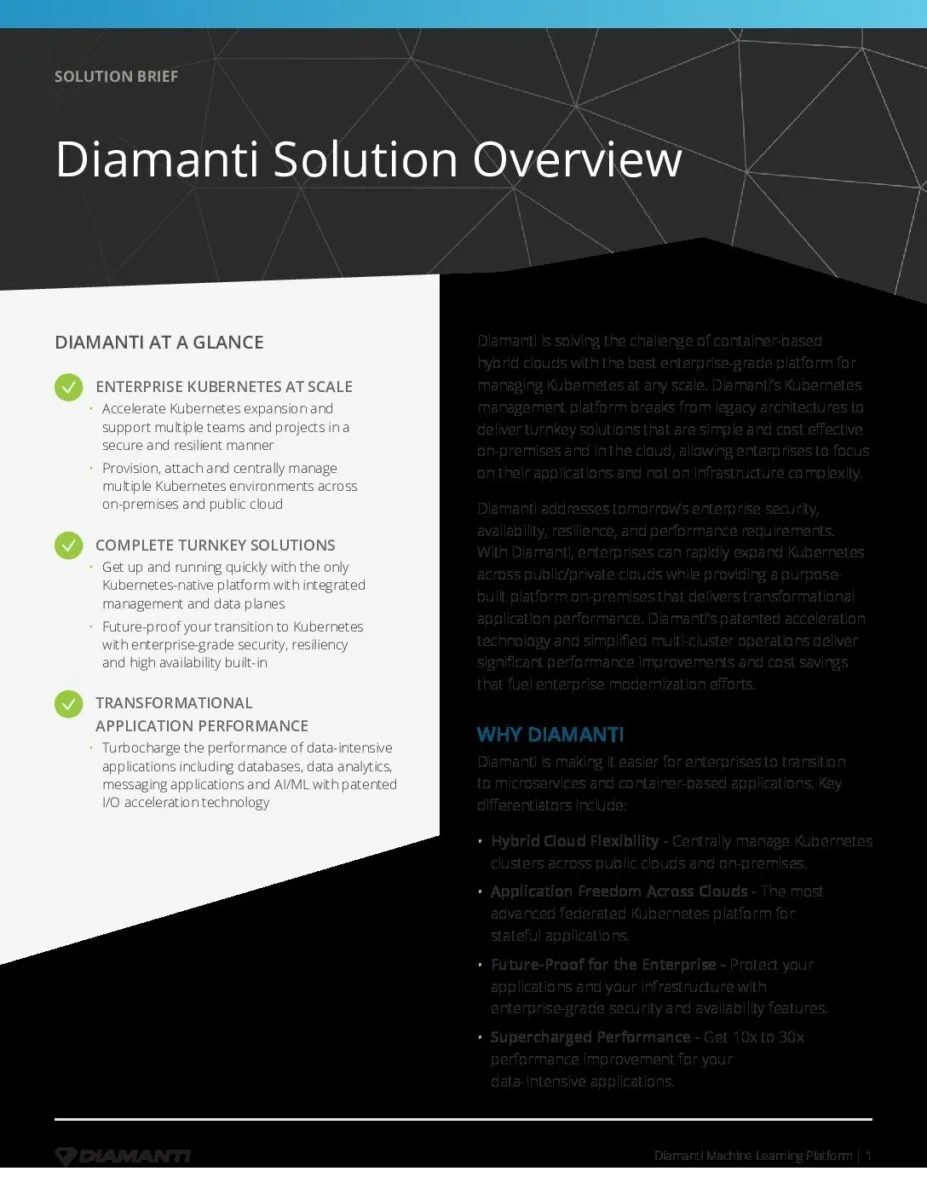 SOLUTION BRIEF
Diamanti Solution Overview
DIAMANTI AT A GLANCE
ENTERPRISE KUBERNETES AT SCALE
• Accelerate Kubernetes expansion and
support multiple teams and projects in a
secure and resilient manner
• Provision, attach and centrally manage
multiple Kubernetes environments across
on-premises and public cloud
COMPLETE TURNKEY SOLUTIONS
• Get up and running quickly with the only
Kubernetes-native platform with integrated
management and data planes
• Future-proof your transition to Kubernetes
with enterprise-grade security, resiliency
and high availability built-in
TRANSFORMATIONAL
APPLICATION PERFORMANCE
• Turbocharge the performance of data-intensive
applications including databases, data analytics,
messaging applications and AI/ML with patented
I/O acceleration technology
Diamanti is solving the challenge of container-based
hybrid clouds with the best enterprise-grade platform for
managing Kubernetes at any scale. Diamanti's Kubernetes
management platform breaks from legacy architectures to
deliver turnkey solutions that are simple and cost effective
on-premises and in the cloud, allowing enterprises to focus
on their applications and not on infrastructure complexity.
Diamanti addresses tomorrow's enterprise security,
availability, resilience, and performance requirements.
With Diamanti, enterprises can rapidly expand Kubernetes
across public/private clouds while providing a purpose-
built platform on-premises that delivers transformational
application performance. Diamanti's patented acceleration
technology and simplified multi-cluster operations deliver
significant performance improvements and cost savings
that fuel enterprise modernization efforts.
WHY DIAMANTI
Diamanti is making it easier for enterprises to transition
to microservices and container-based applications. Key
differentiators include:
• Hybrid Cloud Flexibility - Centrally manage Kubernetes
clusters across public clouds and on-premises.
• Application Freedom Across Clouds - The most
advanced federated Kubernetes platform for
stateful applications.
• Future-Proof for the Enterprise - Protect your
applications and your infrastructure with
enterprise-grade security and availability features.
• Supercharged Performance - Get 10x to 30x
performance improvement for your
data-intensive applications.
DIAMANTI
Diamanti Machine Learning Platform | 1